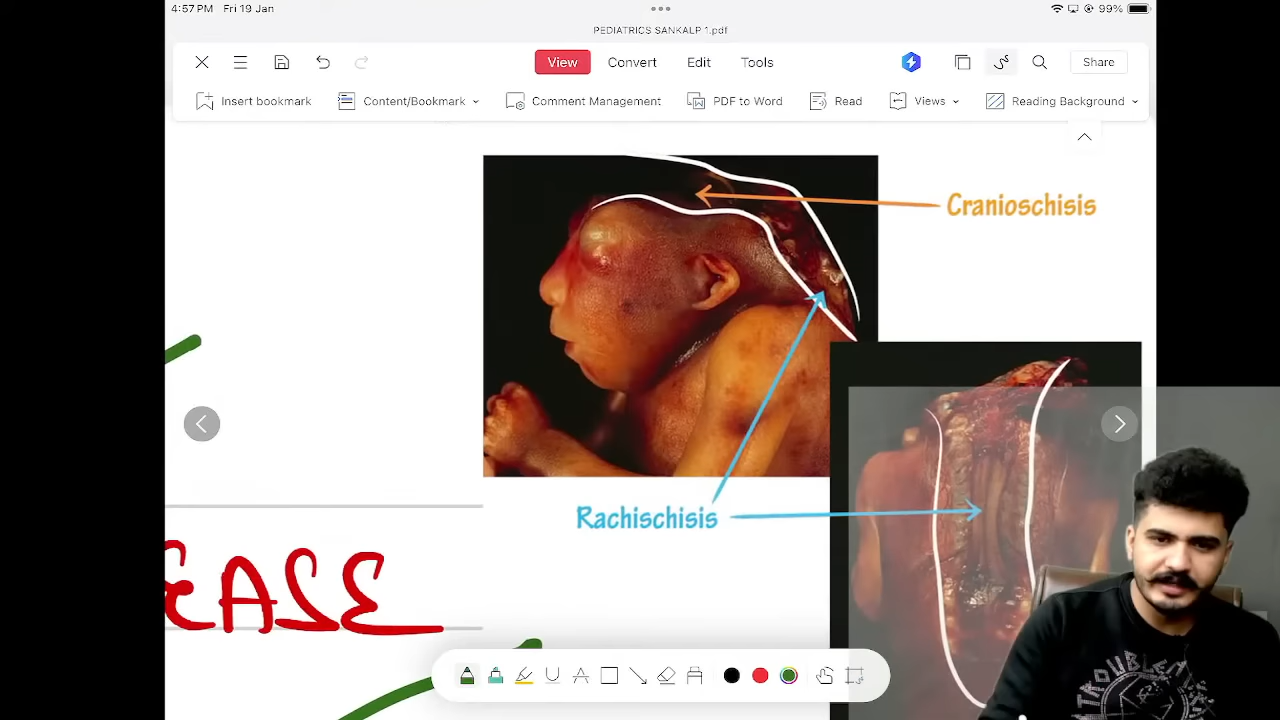 4:57 PM Fri 19 Jan
99%
PEDIATRICS SANKALP 1.pdf
View Convert Edit Tools
Share
Insert bookmark Content/Bookmark Comment Management PDF to Word Read Views Reading Background
Cranioschisis
Rachischisis
EASE